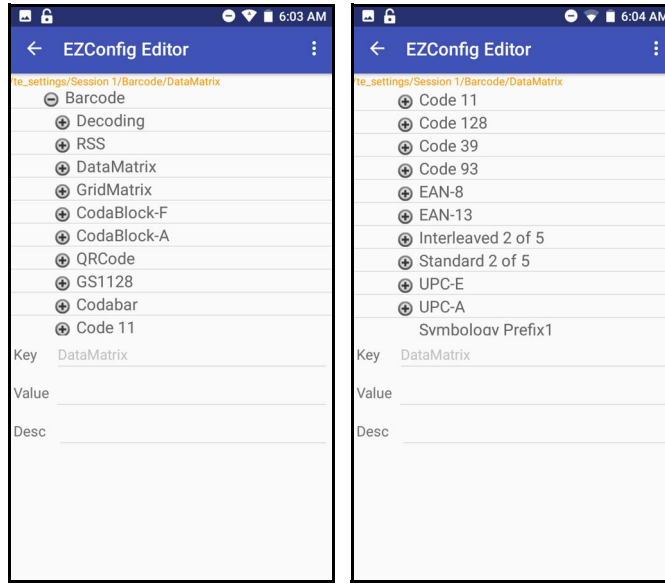 6:03 AM
EZConfig Editor
'te_settings/Session 1/Barcode/DataMatrix
Barcode
Decoding
RSS
DataMatrix
GridMatrix
CodaBlock-F
CodaBlock-A
QRCode
GS1128
Codabar
Code 11
Key DataMatrix
Value
Desc
6:04 AM
EZConfig Editor
'te_settings/Session 1/Barcode/DataMatrix
Code 11
Code 128
Code 39
Code 93
EAN-8
EAN-13
Interleaved 2 of 5
Standard 2 of 5
UPC-E
UPC-A
Symbology Prefix1
Key DataMatrix
Value
Desc